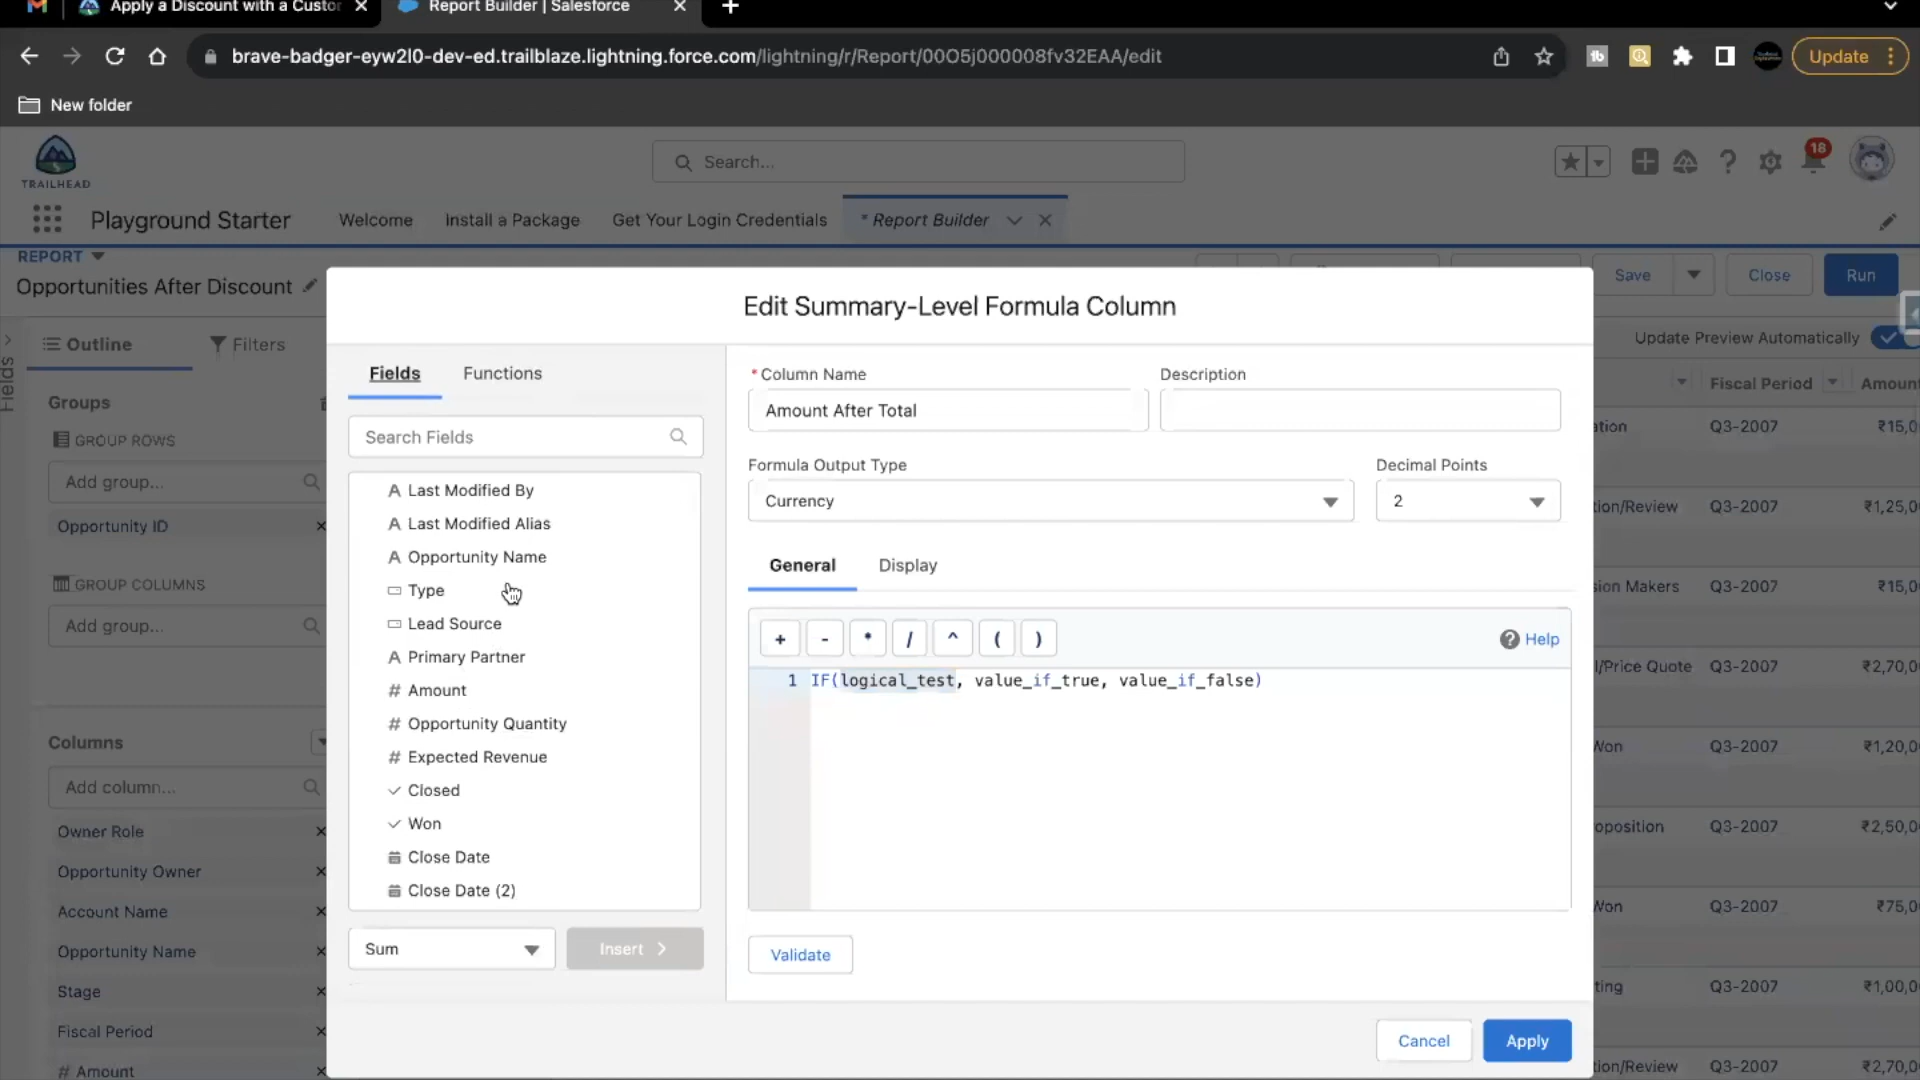 Apply a Discount with a Custor
Report Builder | Salesforce
brave-badger-eyw2l0-dev-ed.trailblaze.lightning.force.com/lightning/r/Report/00O5j000008fv32EAA/edit
Update
New folder
TRAILHEAD
Search...
18
Playground Starter
Welcome
Install a Package
Get Your Login Credentials
* Report Builder
REPORT
Opportunities After Discount
Save
Close
Run
Fields
Outline
Filters
Update Preview Automatically
Groups
GROUP ROWS
Add group...
Opportunity ID
GROUP COLUMNS
Add group...
Columns
Add column...
Owner Role
Opportunity Owner
Account Name
Opportunity Name
Stage
Fiscal Period
# Amount
Edit Summary-Level Formula Column
Fields
Functions
Search Fields
A Last Modified By
A Last Modified Alias
A Opportunity Name
Type
Lead Source
A Primary Partner
# Amount
# Opportunity Quantity
# Expected Revenue
Closed
Won
Close Date
Close Date (2)
Sum
Insert
* Column Name
Description
Amount After Total
Formula Output Type
Decimal Points
Currency
2
General
Display
+ - * / ^ ( )
Help
1 IF(logical_test, value_if_true, value_if_false)
Validate
Cancel
Apply
Fiscal Period Amount
ation Q3-2007 ₹15,0
tion/Review Q3-2007 ₹1,25,0
sion Makers Q3-2007 ₹15,0
l/Price Quote Q3-2007 ₹2,70,0
Won Q3-2007 ₹1,20,0
oposition Q3-2007 ₹2,50,0
Won Q3-2007 ₹75,0
ting Q3-2007 ₹1,00,0
tion/Review Q3-2007 ₹2,70,0